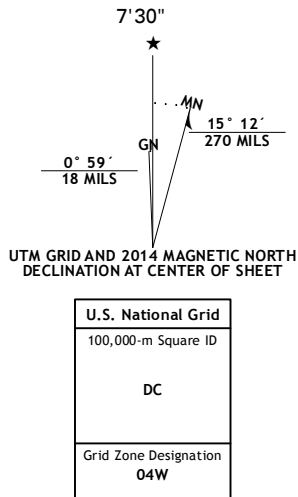 7'30"
★
MN
GN
15° 12´
270 MILS
0° 59´
18 MILS
UTM GRID AND 2014 MAGNETIC NORTH
DECLINATION AT CENTER OF SHEET
U.S. National Grid
100,000-m Square ID
DC
Grid Zone Designation
04W